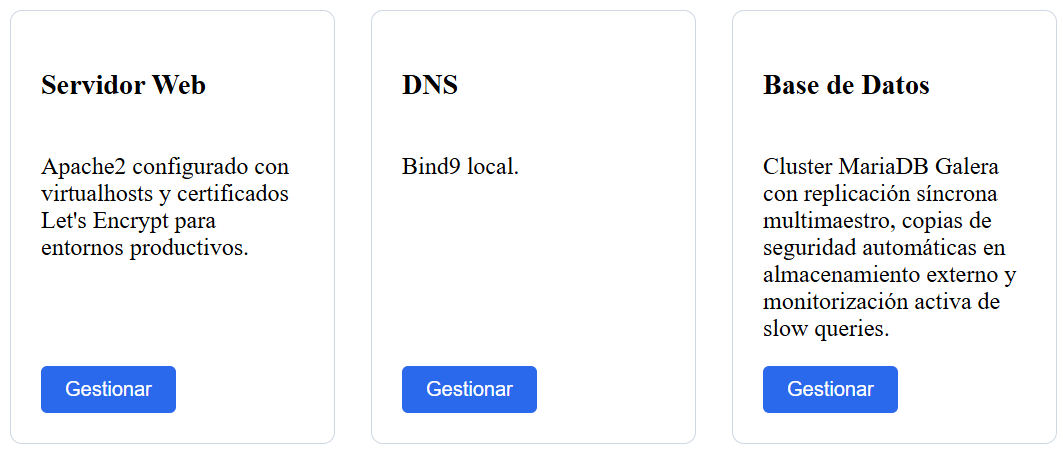 Servidor Web
Apache2 configurado con
virtualhosts y certificados
Let's Encrypt para
entornos productivos.
Gestionar
DNS
Bind9 local.
Gestionar
Base de Datos
Cluster MariaDB Galera
con replicación síncrona
multimaestro, copias de
seguridad automáticas en
almacenamiento externo y
monitorización activa de
slow queries.
Gestionar